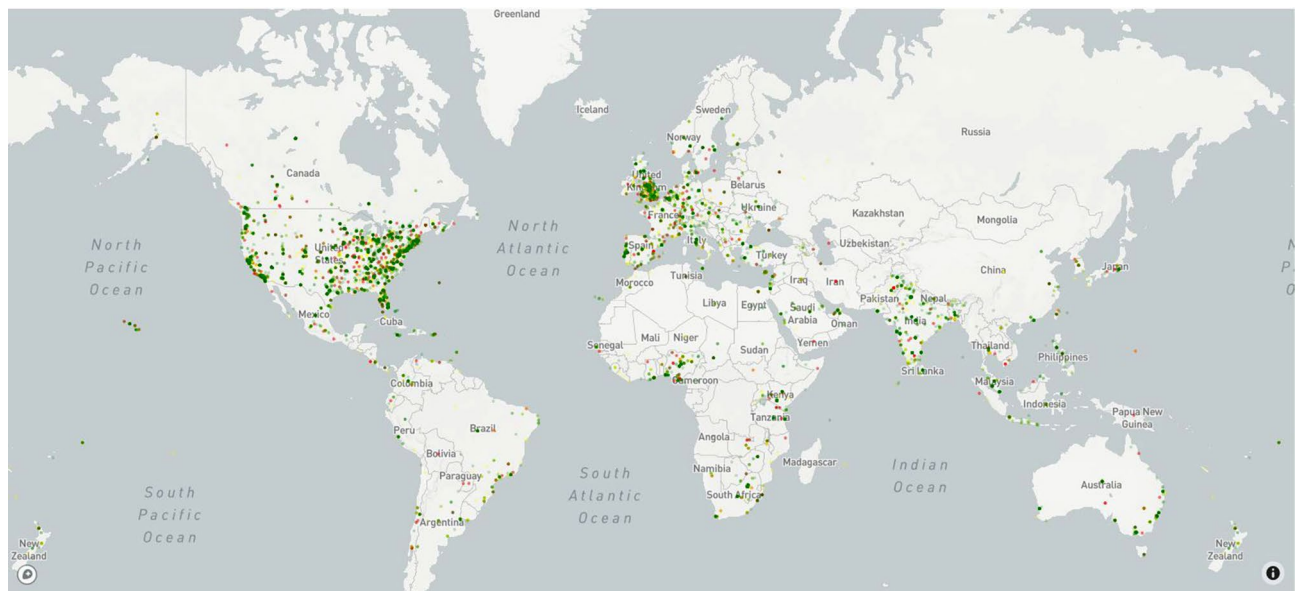 Greenland
Iceland
Sweden
Russia
Norway
Canada
United
Kingdom
Belarus
Ukraine
France
Kazakhstan
Mongolia
North
Pacific
Ocean
North
Atlantic
Ocean
United
States
Spain
Italy
Uzbekistan
Turkey
China
Japan
Tunisia
Morocco
Iraq
Iran
Pakistan
Nepal
Libya
Egypt
Saudi
Arabia
Oman
India
Mexico
Cuba
Senegal
Mali
Niger
Sudan
Yemen
Thailand
Philippines
Sri Lanka
Colombia
Cameroon
Malaysia
Kenya
Indonesia
Papua New
Guinea
Tanzania
Peru
Brazil
Angola
Bolivia
Madagascar
Namibia
Paraguay
South
Atlantic
Ocean
Indian
Ocean
Australia
South
Pacific
Ocean
South Africa
Argentina
New
Zealand
New
Zealand